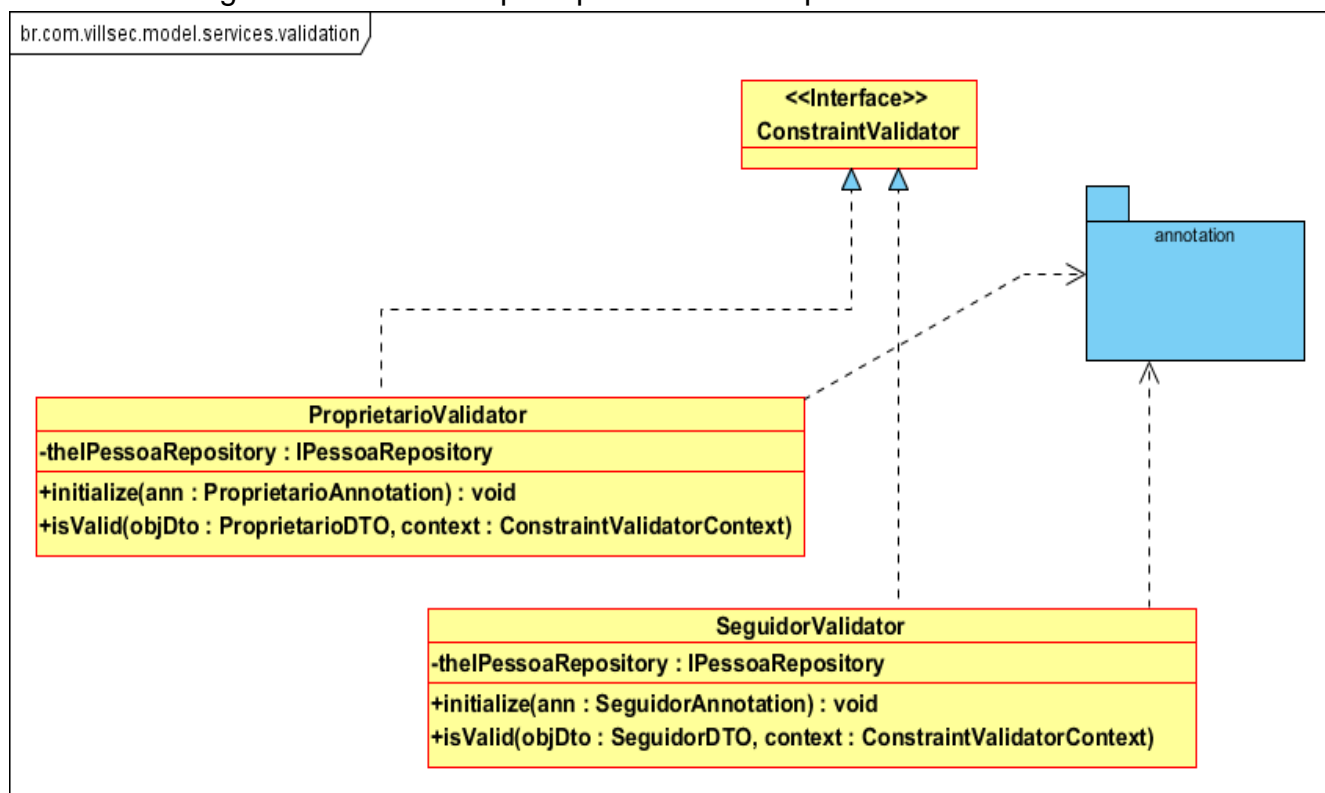 br.com.villsec.model.services.validation
<<Interface>>
ConstraintValidator
annotation
ProprietarioValidator
-theIPessoaRepository : IPessoaRepository
+initialize(ann : ProprietarioAnnotation) : void
+isValid(objDto : ProprietarioDTO, context : ConstraintValidatorContext)
SeguidorValidator
-theIPessoaRepository : IPessoaRepository
+initialize(ann : SeguidorAnnotation) : void
+isValid(objDto : SeguidorDTO, context : ConstraintValidatorContext)